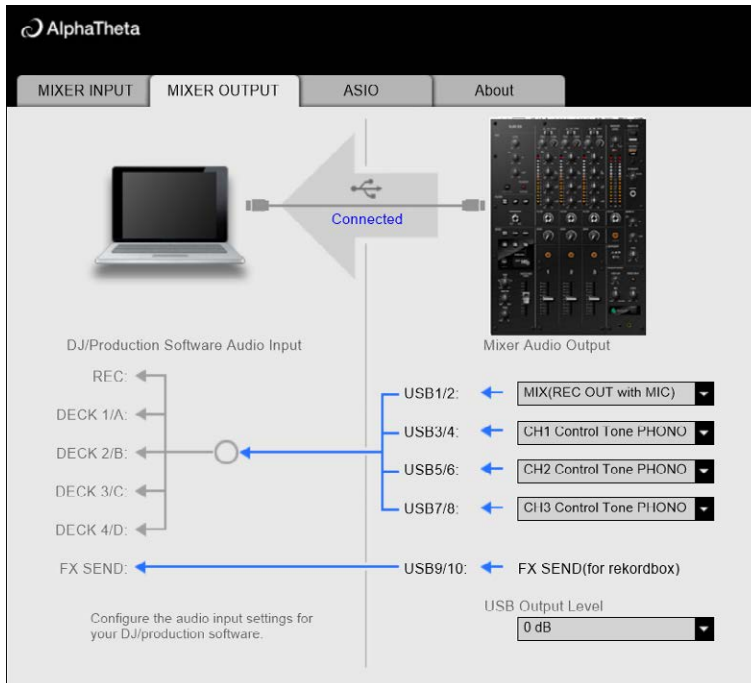 AlphaTheta
MIXER INPUT
MIXER OUTPUT
ASIO
About
Connected
DJ/Production Software Audio Input
Mixer Audio Output
REC:
DECK 1/A:
DECK 2/B:
DECK 3/C:
DECK 4/D:
FX SEND:
USB1/2:
MIX(REC OUT with MIC)
USB3/4:
CH1 Control Tone PHONO
USB5/6:
CH2 Control Tone PHONO
USB7/8:
CH3 Control Tone PHONO
USB9/10:
FX SEND(for rekordbox)
USB Output Level
0 dB
Configure the audio input settings for
your DJ/production software.